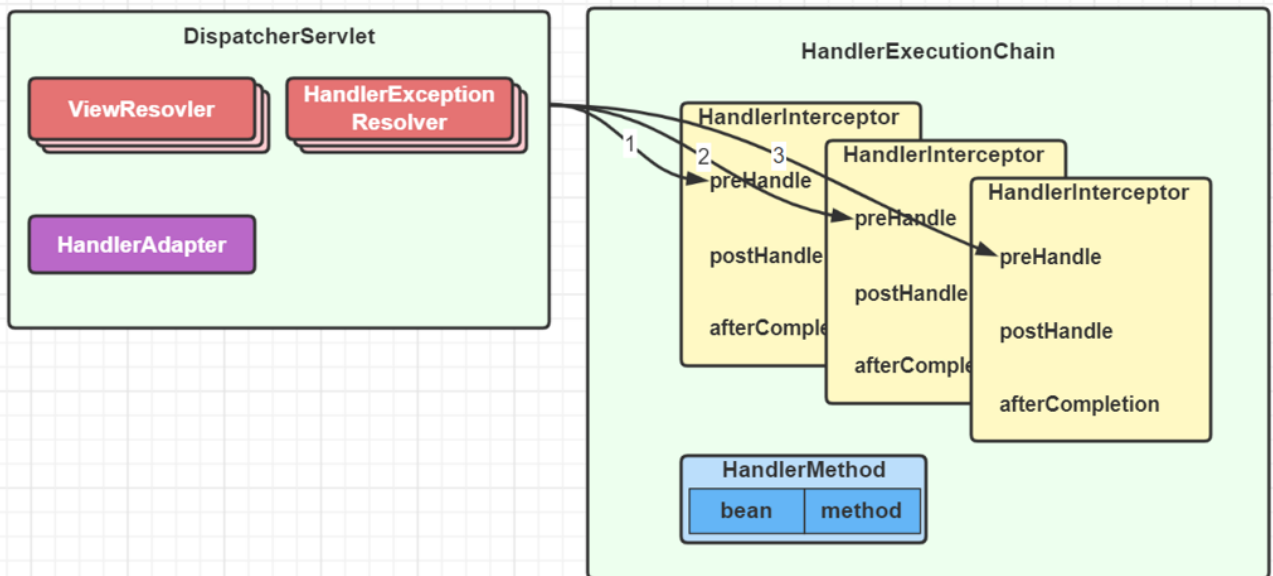 DispatcherServlet
ViewResovler
HandlerException
Resolver
HandlerAdapter
HandlerExecutionChain
HandlerInterceptor
1
preHandle
postHandle
afterComple
HandlerInterceptor
2
preHandle
postHandle
afterComple
HandlerInterceptor
3
preHandle
postHandle
afterCompletion
HandlerMethod
bean
method